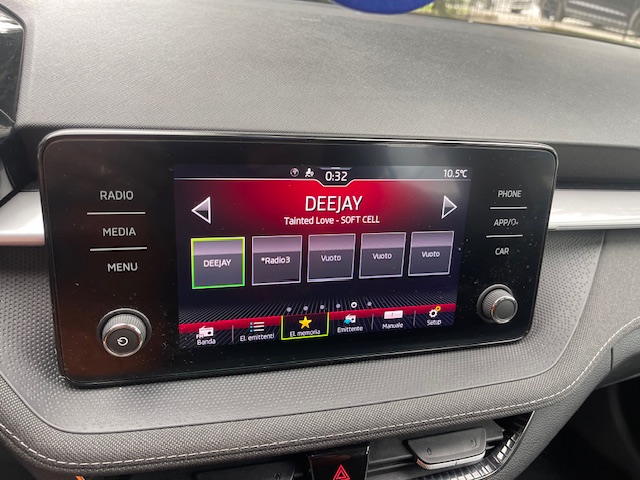 0:32
10.5°C
RADIO
MEDIA
MENU
DEEJAY
Tainted Love - SOFT CELL
DEEJAY
*Radio3
Vuoto
Vuoto
Vuoto
Banda
El. emittenti
El. memoria
Emittente
Manuale
Setup
PHONE
APP/
CAR